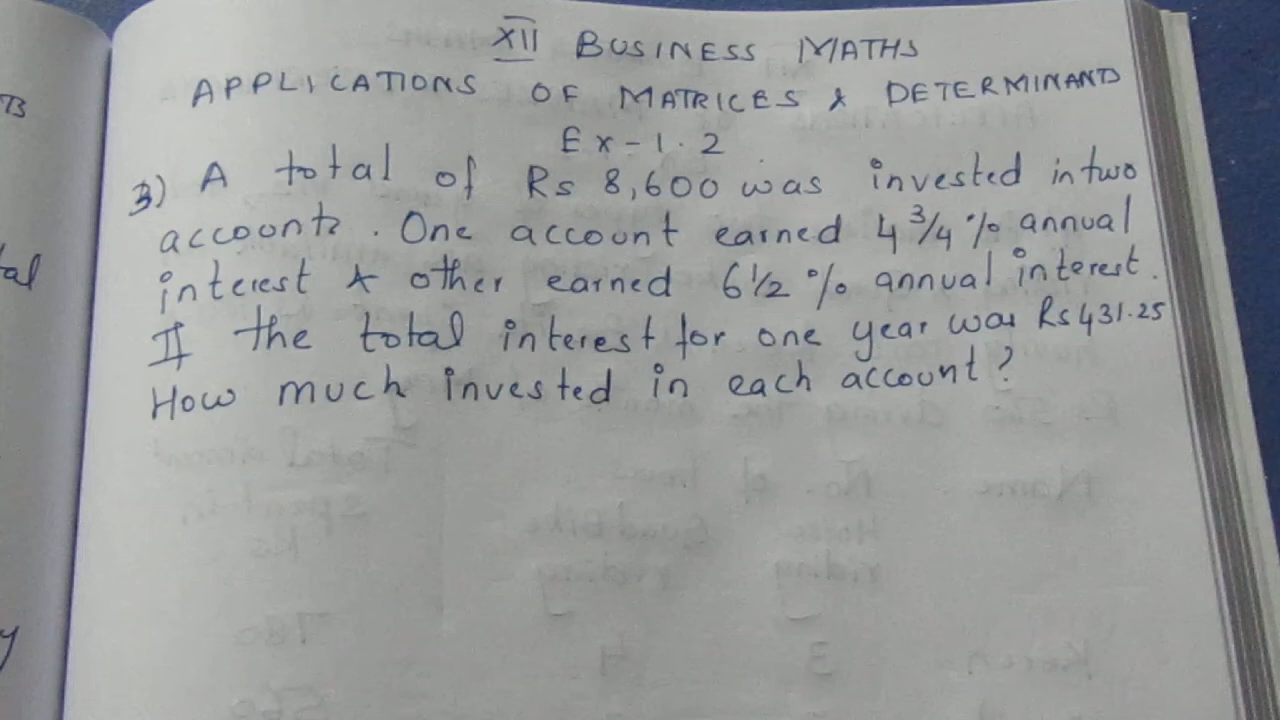 XII BUSINESS MATHS
APPLICATIONS OF MATRICES & DETERMINANTS
Ex-1.2
3) A total of Rs 8,600 was invested in two
accounts. One account earned 4 3/4 % annual
interest & other earned 6 1/2 % annual interest.
If the total interest for one year was Rs 431.25
How much invested in each account?